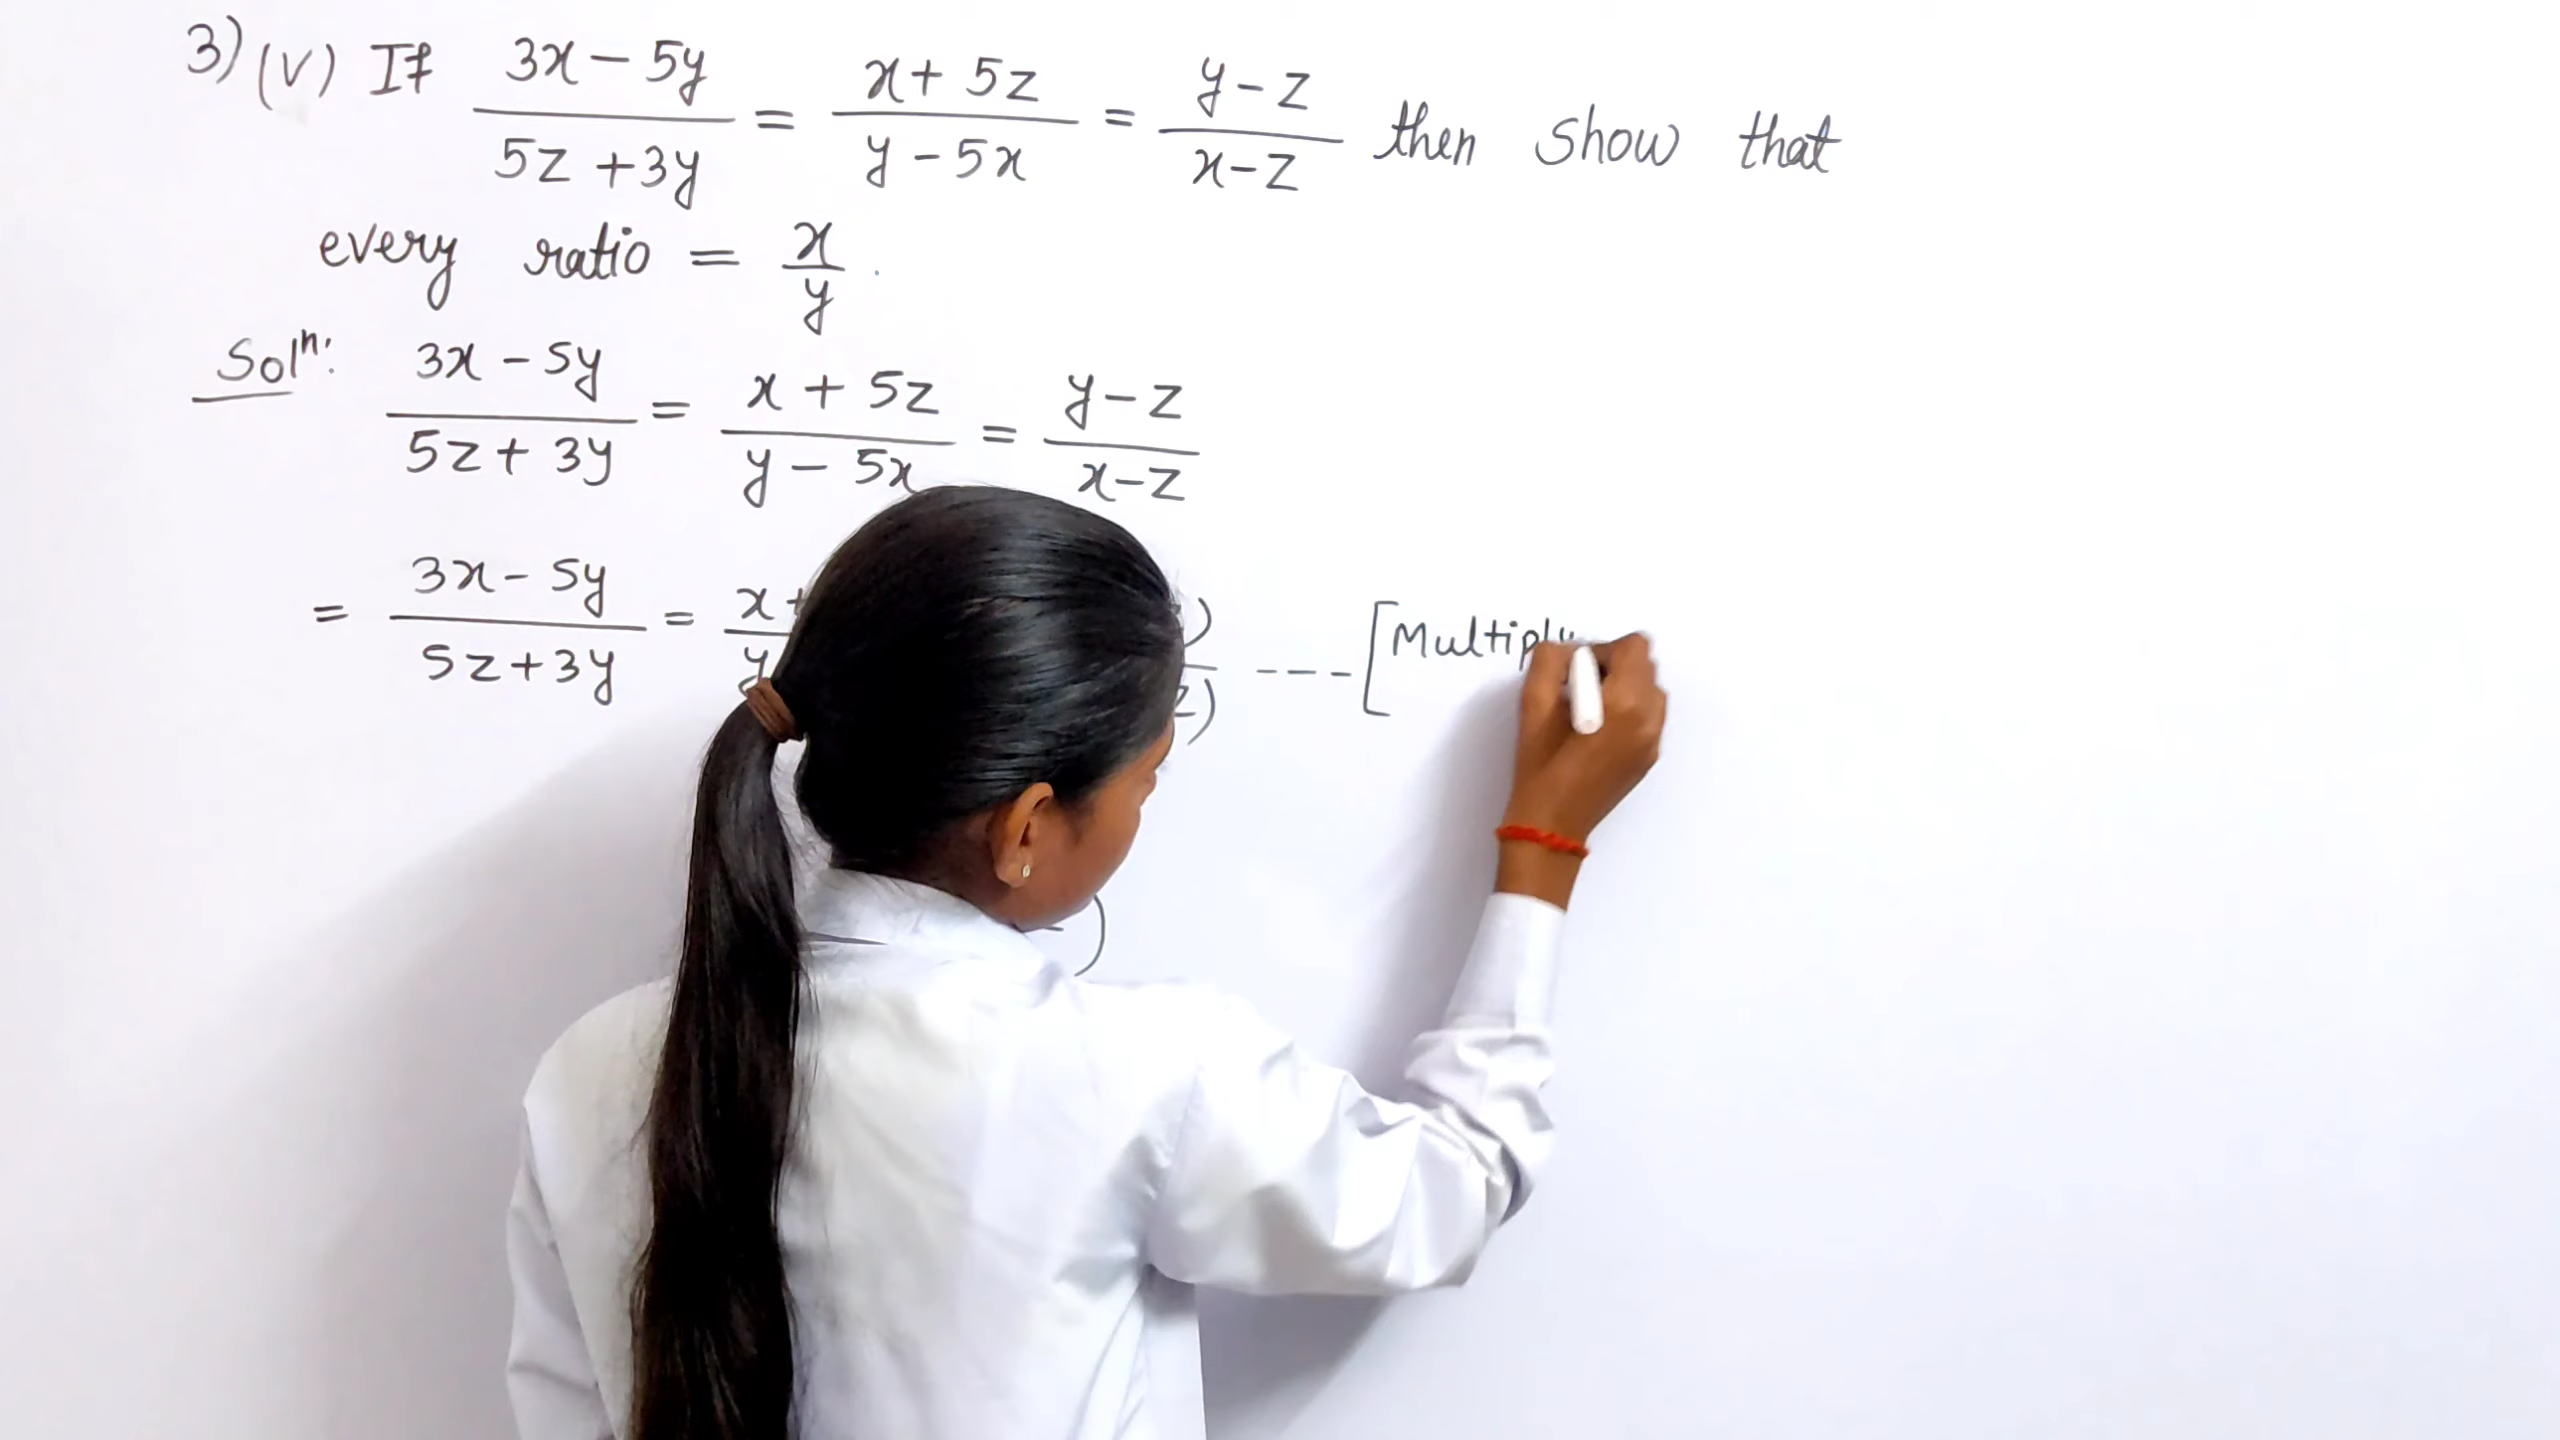 3) (v) If (3x - 5y)/(5z + 3y) = (x + 5z)/(y - 5x) = (y - z)/(x - z) then show that
every ratio = x/y.
Solⁿ: (3x - 5y)/(5z + 3y) = (x + 5z)/(y - 5x) = (y - z)/(x - z)
= (3x - 5y)/(5z + 3y) = x+ / y ) / z) ---- [Multiply
)